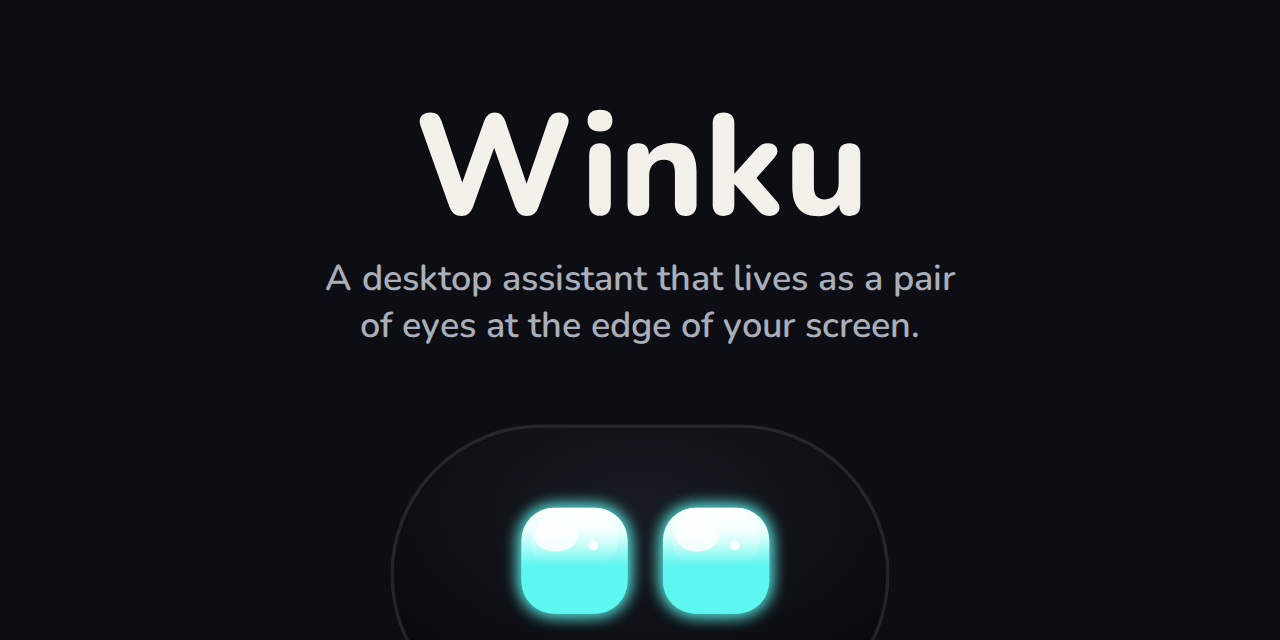 Winku
A desktop assistant that lives as a pair
of eyes at the edge of your screen.